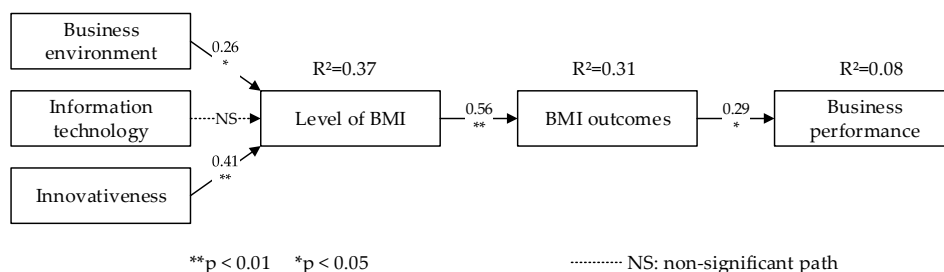 Business
environment
0.26
*
R²=0.37
R²=0.31
R²=0.08
Information
technology
NS
Level of BMI
0.56
**
BMI outcomes
0.29
*
Business
performance
Innovativeness
0.41
**
**p < 0.01 *p < 0.05
NS: non-significant path